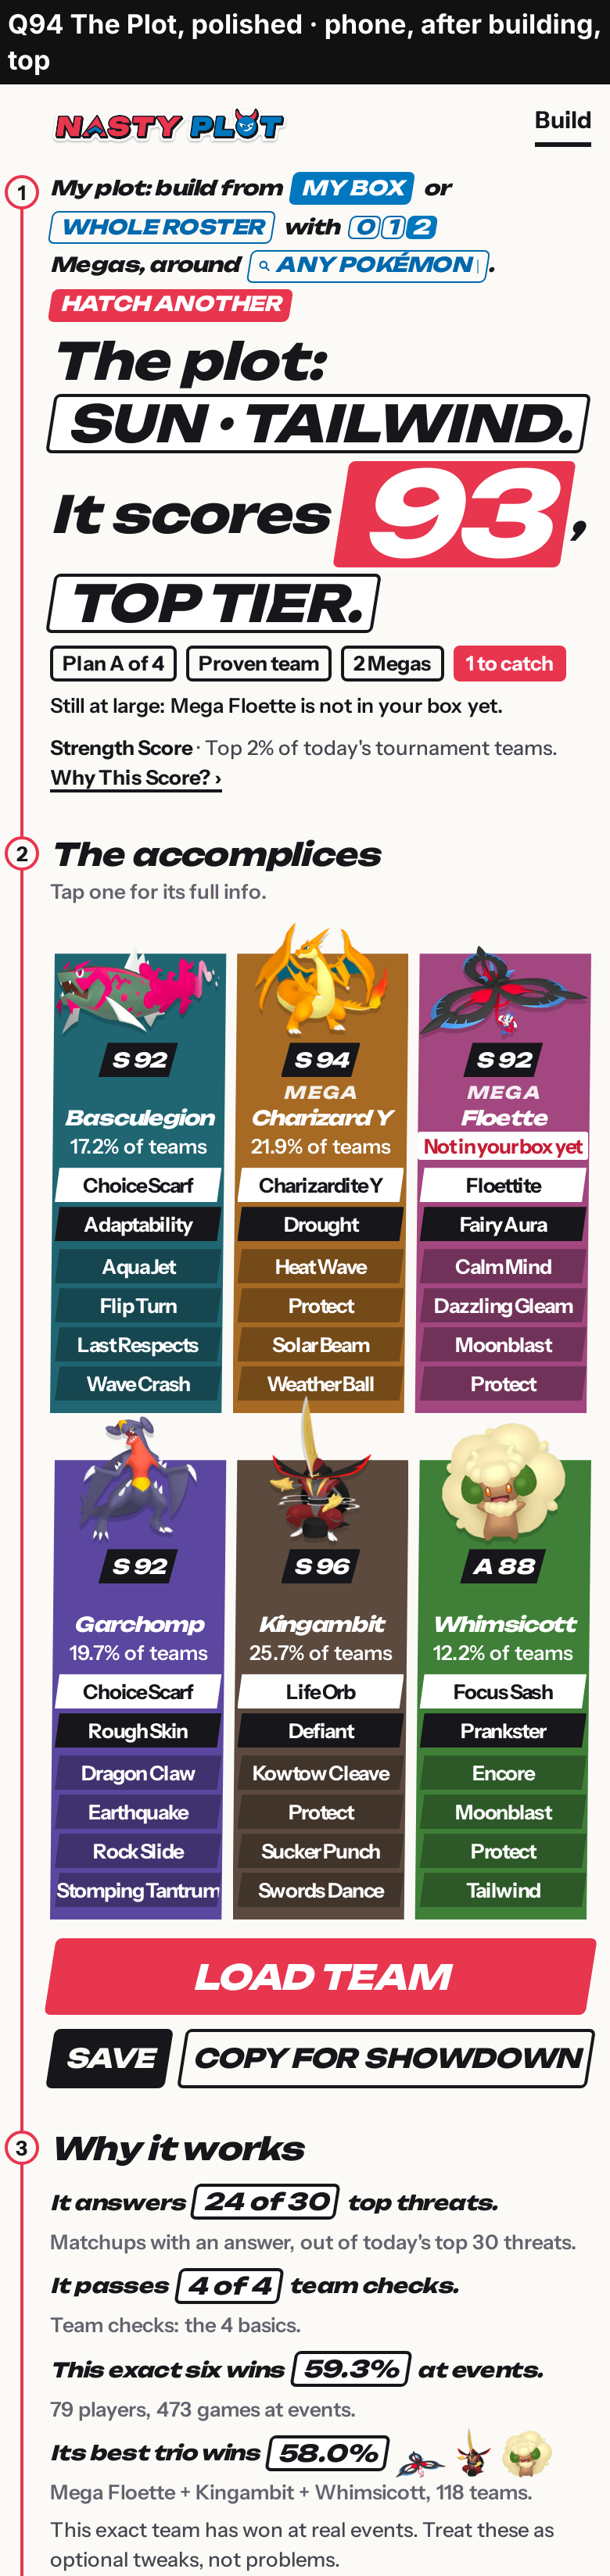 Q94 The Plot, polished · phone, after building,
top
NASTY PLOT
Build
1
My plot: build from MY BOX or
WHOLE ROSTER with 0 1 2
Megas, around ANY POKÉMON.
HATCH ANOTHER
The plot:
SUN · TAILWIND.
It scores 93,
TOP TIER.
Plan A of 4 Proven team 2 Megas 1 to catch
Still at large: Mega Floette is not in your box yet.
Strength Score · Top 2% of today's tournament teams.
Why This Score? ›
2
The accomplices
Tap one for its full info.
S 92 S 94 S 92
MEGA MEGA
Basculegion Charizard Y Floette
17.2% of teams 21.9% of teams Not in your box yet
Choice Scarf Charizardite Y Floettite
Adaptability Drought Fairy Aura
Aqua Jet Heat Wave Calm Mind
Flip Turn Protect Dazzling Gleam
Last Respects Solar Beam Moonblast
Wave Crash Weather Ball Protect
S 92 S 96 A 88
Garchomp Kingambit Whimsicott
19.7% of teams 25.7% of teams 12.2% of teams
Choice Scarf Life Orb Focus Sash
Rough Skin Defiant Prankster
Dragon Claw Kowtow Cleave Encore
Earthquake Protect Moonblast
Rock Slide Sucker Punch Protect
Stomping Tantrum Swords Dance Tailwind
LOAD TEAM
SAVE COPY FOR SHOWDOWN
3
Why it works
It answers 24 of 30 top threats.
Matchups with an answer, out of today's top 30 threats.
It passes 4 of 4 team checks.
Team checks: the 4 basics.
This exact six wins 59.3% at events.
79 players, 473 games at events.
Its best trio wins 58.0%
Mega Floette + Kingambit + Whimsicott, 118 teams.
This exact team has won at real events. Treat these as
optional tweaks, not problems.